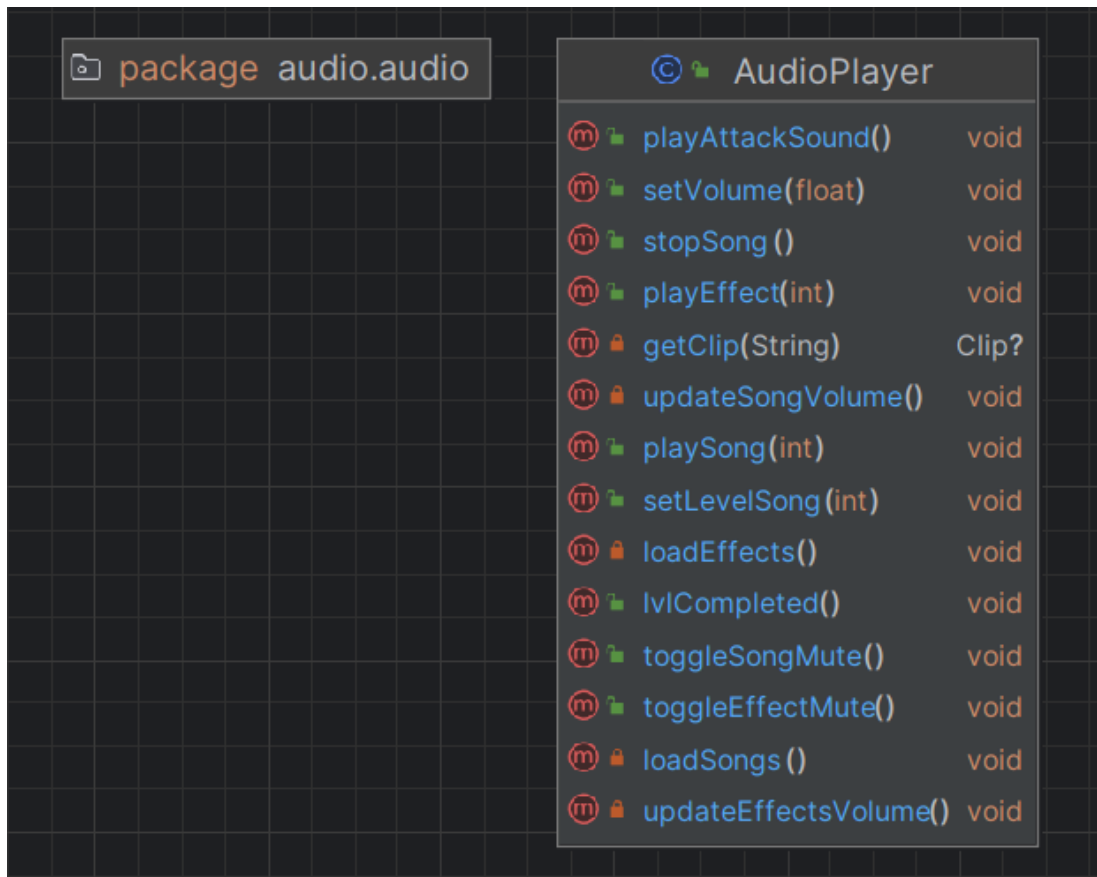 package audio.audio
AudioPlayer
playAttackSound() void
setVolume(float) void
stopSong() void
playEffect(int) void
getClip(String) Clip?
updateSongVolume() void
playSong(int) void
setLevelSong(int) void
loadEffects() void
lvlCompleted() void
toggleSongMute() void
toggleEffectMute() void
loadSongs() void
updateEffectsVolume() void